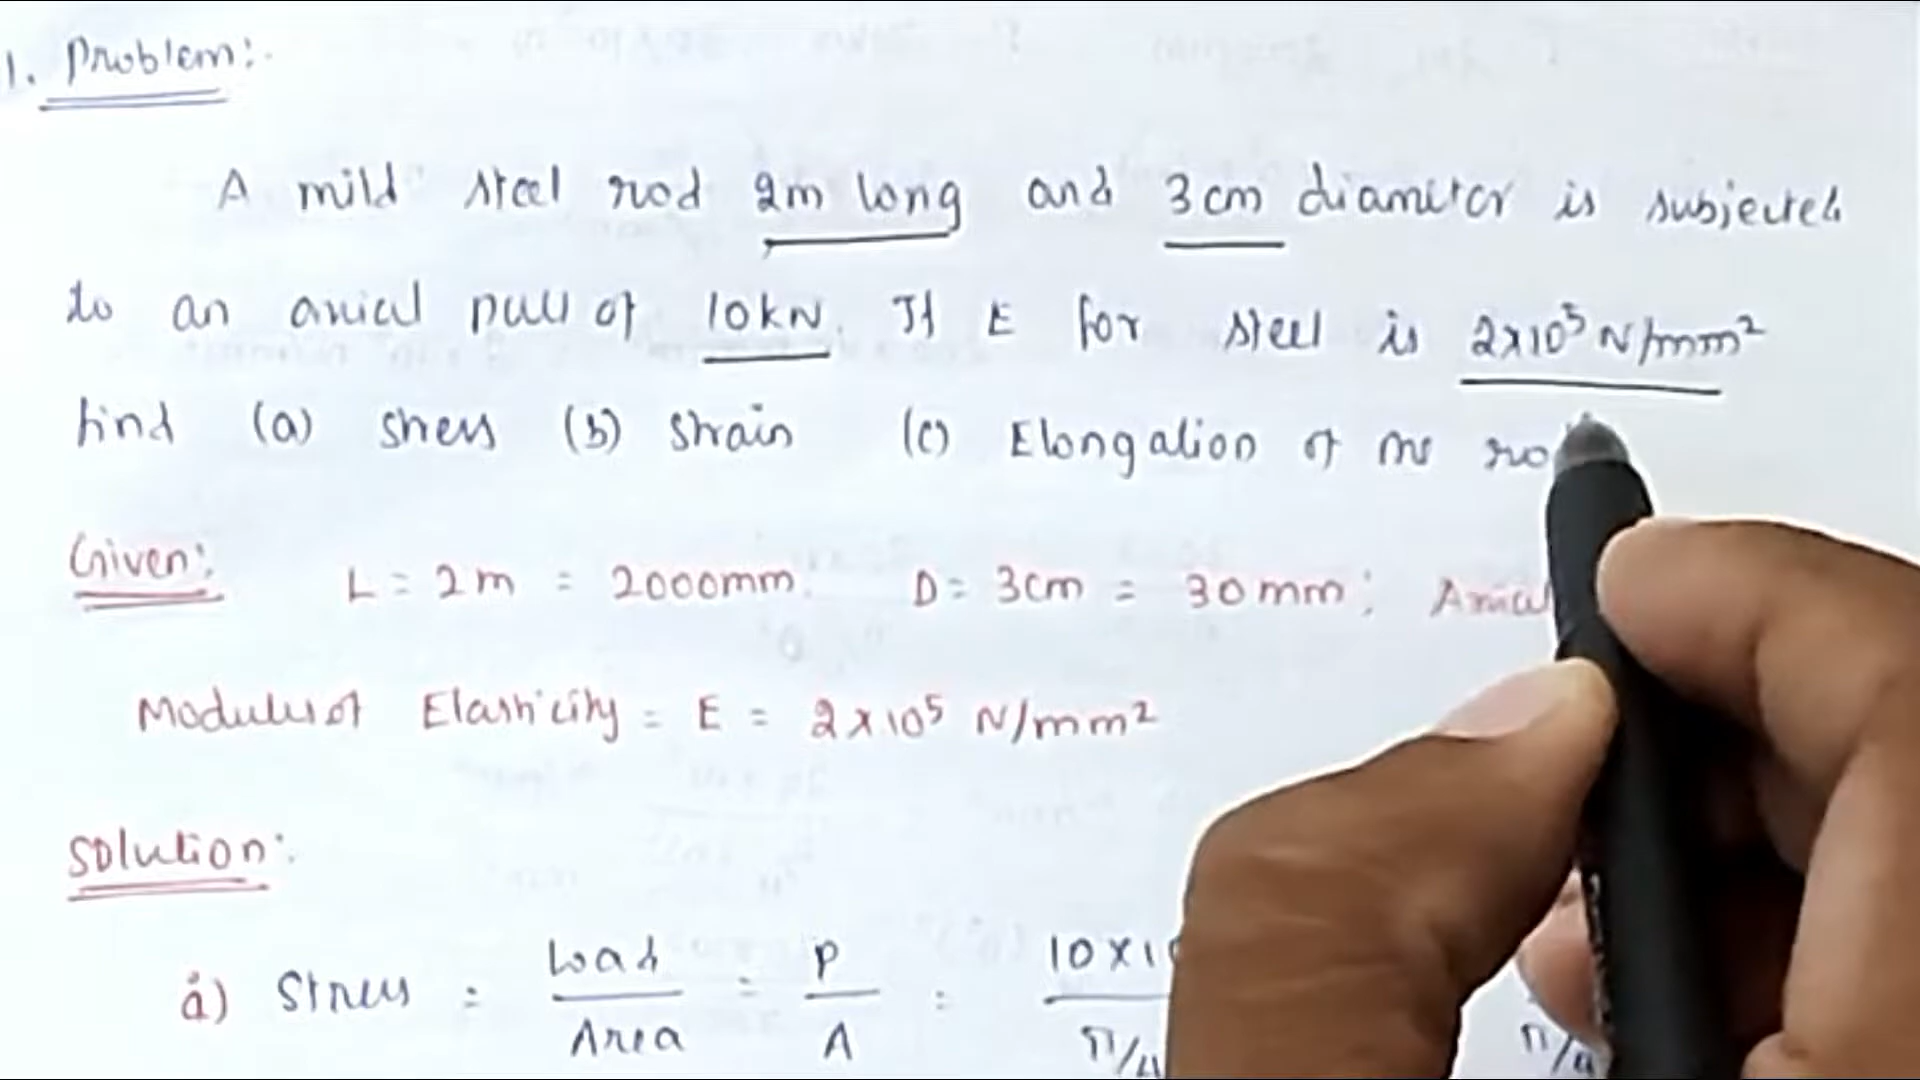 1. Problem:.
A mild steel rod 2m long and 3cm diameter is subjected
to an axial pull of 10kN. If E for steel is 2x10⁵ N/mm²
find (a) stress (b) strain (c) Elongation of the
Given: L = 2m = 2000mm; D = 3cm = 30mm; Axial
Modulus of Elasticity = E = 2x10⁵ N/mm²
Solution:.
a) Stress = Load / Area = P / A =